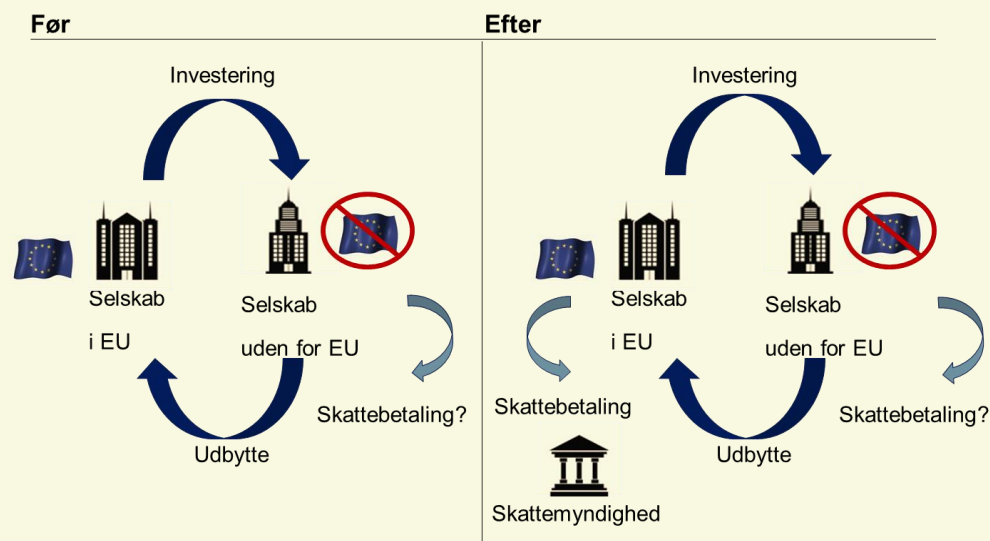 Før
Investering
Selskab
i EU
Selskab
uden for EU
Skattebetaling?
Udbytte
Efter
Investering
Selskab
i EU
Selskab
uden for EU
Skattebetaling
Skattebetaling?
Udbytte
Skattemyndighed